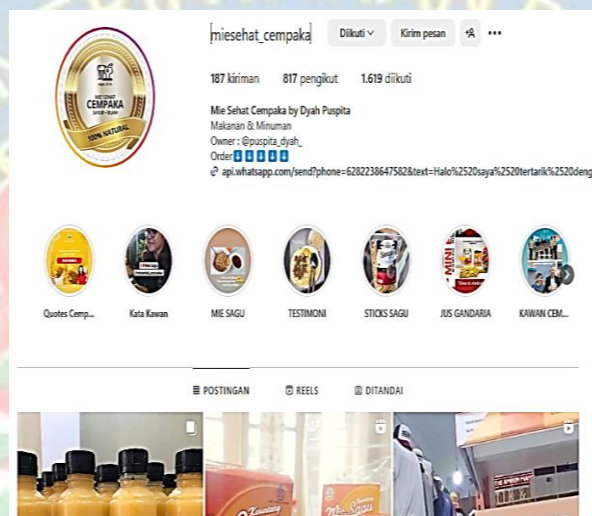 miesehat_cempaka
Diikuti
Kirim pesan
187 kiriman 817 pengikut 1.619 diikuti
Mie Sehat Cempaka by Dyah Puspita
Makanan & Minuman
Owner : @puspita_dyah_
Order
api.whatsapp.com/send?phone=6282238647582&text=Halo%2520saya%2520tertarik%2520deng
MIE SEHAT
CEMPAKA
SAYUR • BUAH
100% NATURAL
Quotes Cemp...
Kata Kawan
MIE SAGU
TESTIMONI
STICKS SAGU
JUS GANDARIA
KAWAN CEM...
POSTINGAN
REELS
DITANDAI
Mie Sagu